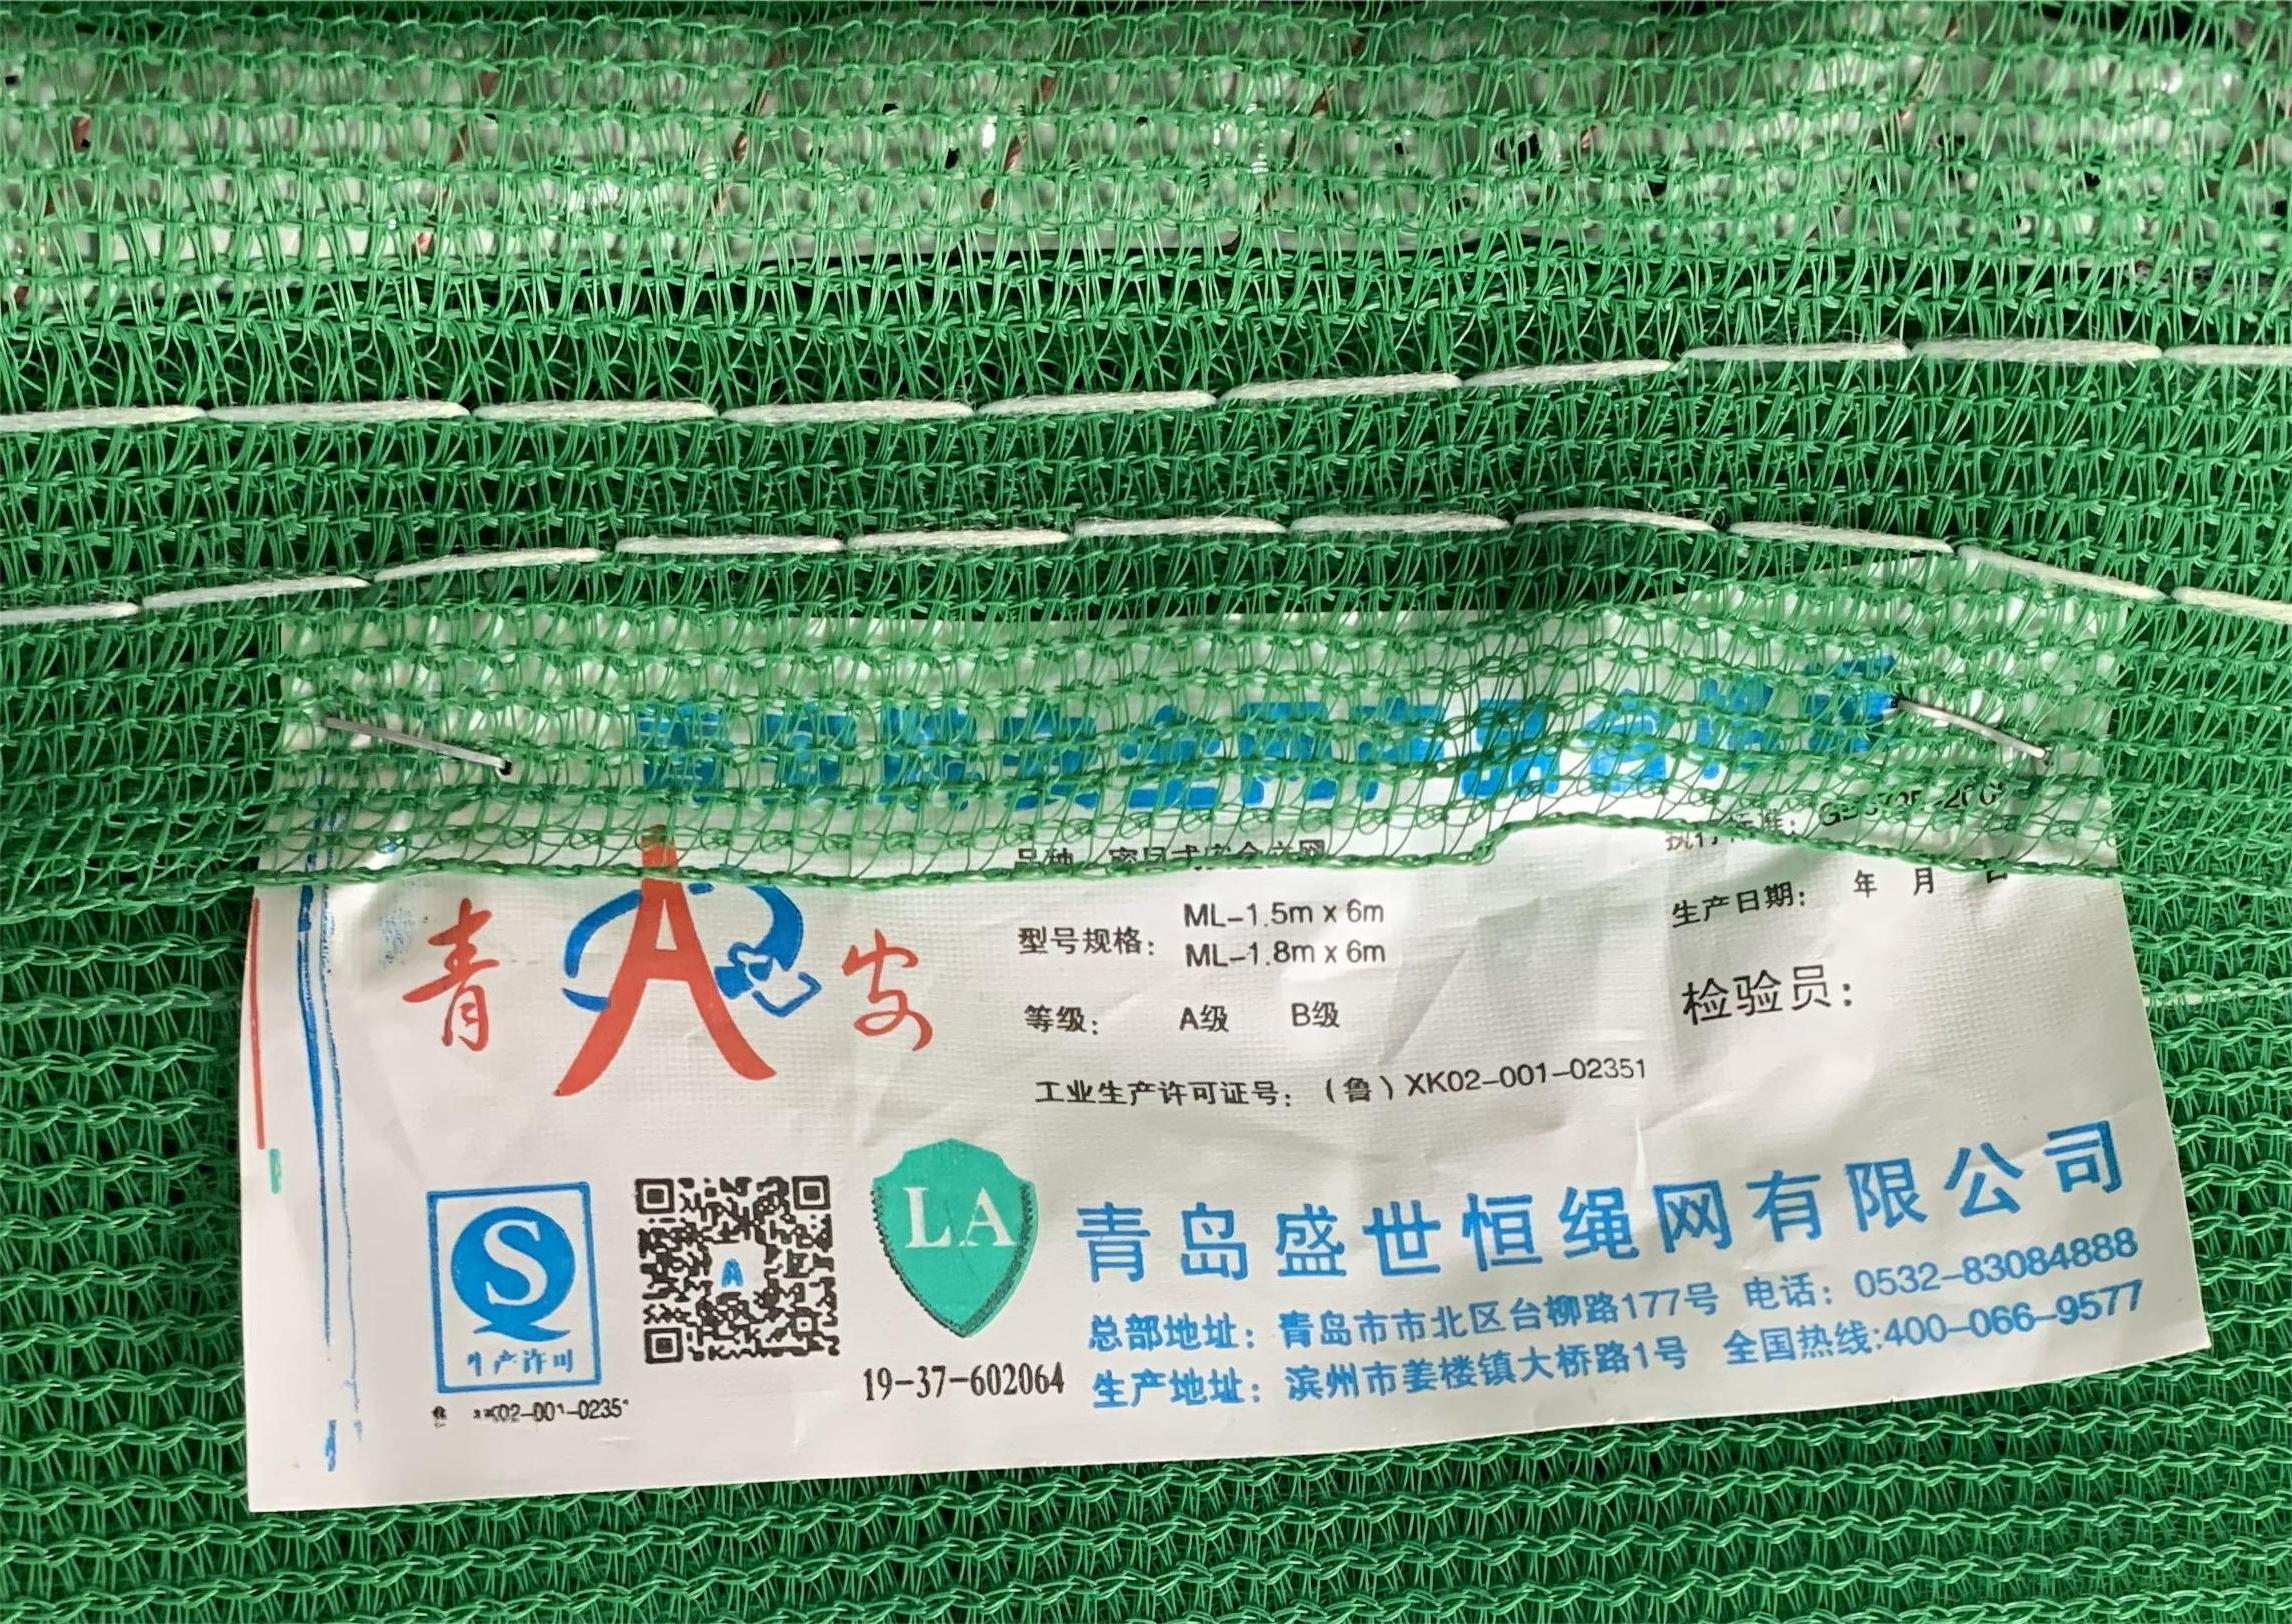 品种：密目式安全立网
执行标准：
生产日期： 年 月 日
型号规格：
ML-1.5m x 6m
ML-1.8m x 6m
检验员：
等级： A级 B级
工业生产许可证号：（鲁）XK02-001-02351
青 A 安
S
生产许可
A
LA
19-37-602064
青岛盛世恒绳网有限公司
总部地址：青岛市市北区台柳路177号 电话：0532-83084888
生产地址：滨州市姜楼镇大桥路1号 全国热线:400-066-9577